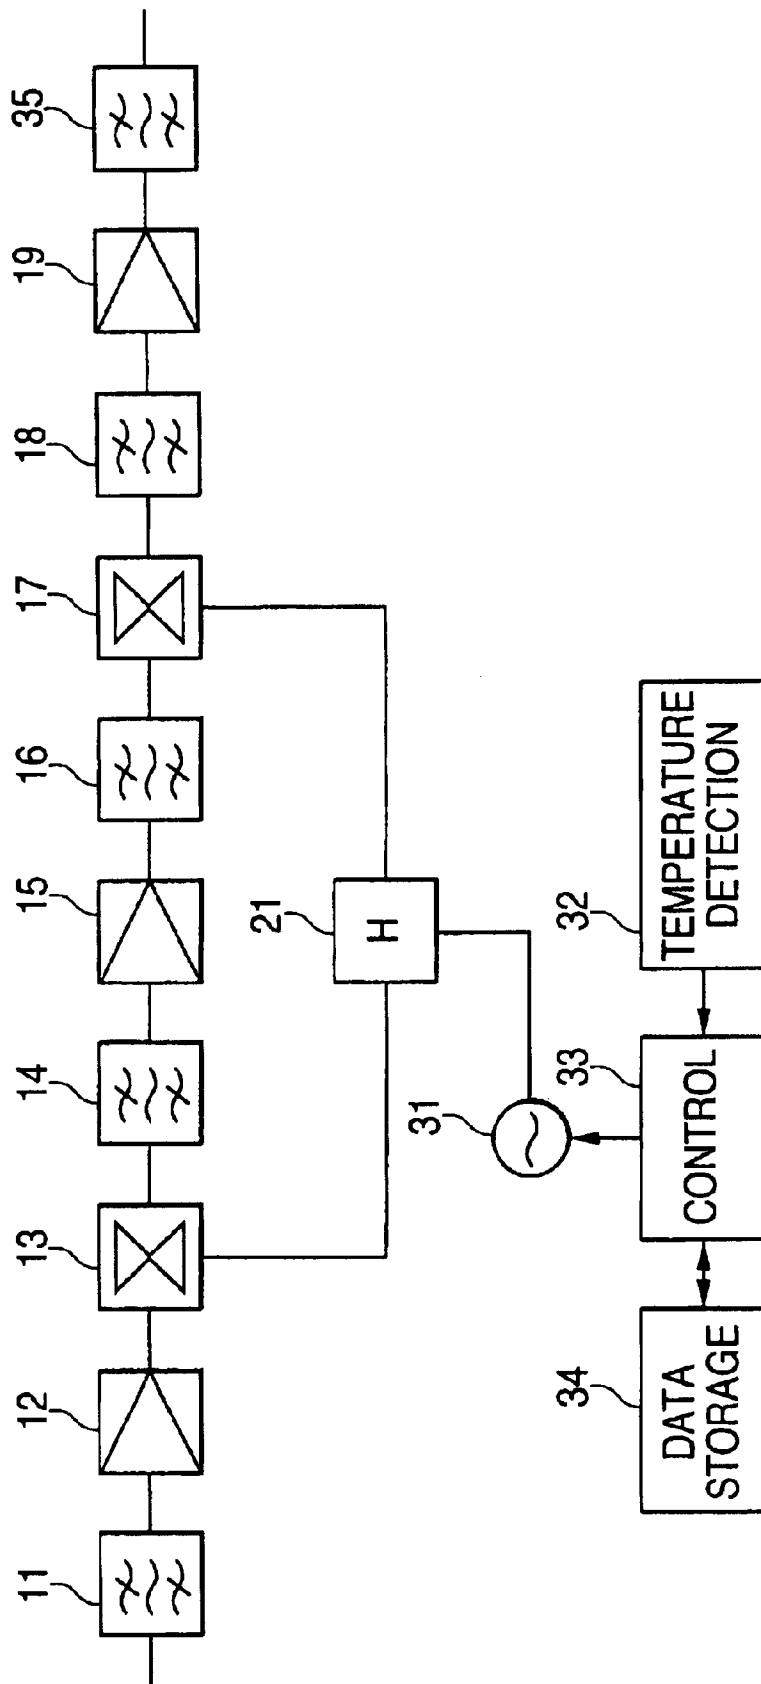 11
12
13
14
15
16
17
18
19
35
21
H
31
34
DATA
STORAGE
33
CONTROL
32
TEMPERATURE
DETECTION